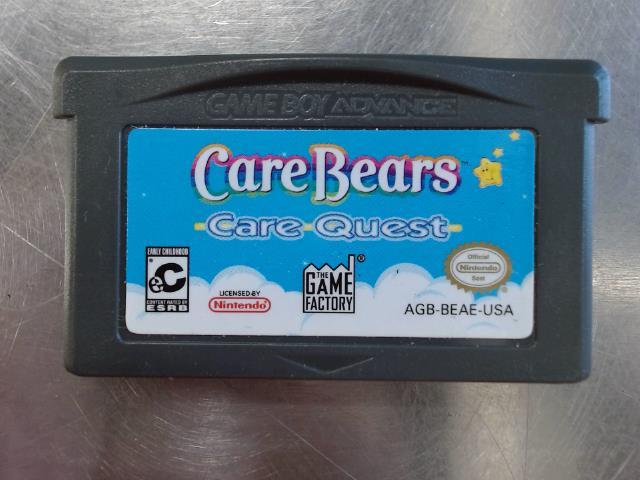 GAME BOY ADVANCE
Care Bears™
Care Quest
EARLY CHILDHOOD
eC
CONTENT RATED BY
ESRB
LICENSED BY
Nintendo
THE
GAME
FACTORY®
Official
Nintendo
Seal
AGB-BEAE-USA